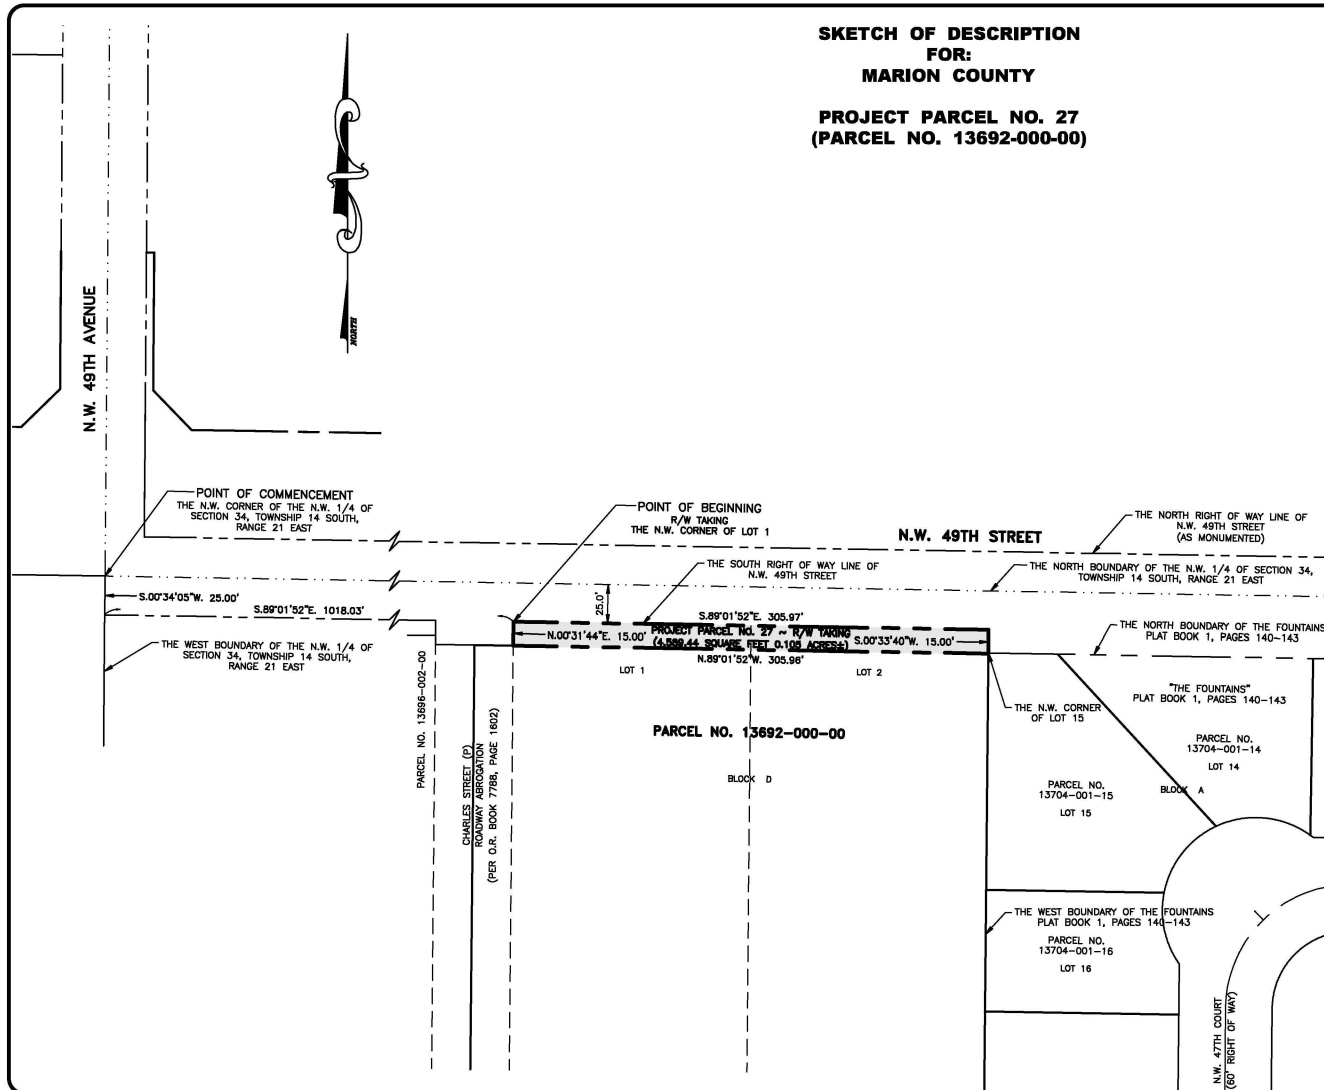 SKETCH OF DESCRIPTION
FOR:
MARION COUNTY
PROJECT PARCEL NO. 27
(PARCEL NO. 13692-000-00)
NORTH
N.W. 49TH AVENUE
POINT OF COMMENCEMENT
THE N.W. CORNER OF THE N.W. 1/4 OF
SECTION 34, TOWNSHIP 14 SOUTH,
RANGE 21 EAST
POINT OF BEGINNING
R/W TAKING
THE N.W. CORNER OF LOT 1
N.W. 49TH STREET
THE NORTH RIGHT OF WAY LINE OF
N.W. 49TH STREET
(AS MONUMENTED)
THE SOUTH RIGHT OF WAY LINE OF
N.W. 49TH STREET
THE NORTH BOUNDARY OF THE N.W. 1/4 OF SECTION 34,
TOWNSHIP 14 SOUTH, RANGE 21 EAST
S.00°34'05"W. 25.00'
S.89°01'52"E. 1018.03'
25.0'
S.89°01'52"E. 305.97'
N.00°31'44"E. 15.00'
PROJECT PARCEL NO. 27 ~ R/W TAKING
(4,589.44 SQUARE FEET 0.105 ACRES±)
S.00°33'40"W. 15.00'
N.89°01'52"W. 305.96'
THE NORTH BOUNDARY OF THE FOUNTAINS
PLAT BOOK 1, PAGES 140-143
THE WEST BOUNDARY OF THE N.W. 1/4 OF
SECTION 34, TOWNSHIP 14 SOUTH,
RANGE 21 EAST
LOT 1
LOT 2
PARCEL NO. 13696-002-00
CHARLES STREET (P)
ROADWAY ABROGATION
(PER O.R. BOOK 7788, PAGE 1602)
PARCEL NO. 13692-000-00
BLOCK D
THE N.W. CORNER
OF LOT 15
"THE FOUNTAINS"
PLAT BOOK 1, PAGES 140-143
PARCEL NO.
13704-001-14
LOT 14
PARCEL NO.
13704-001-15
LOT 15
BLOCK A
THE WEST BOUNDARY OF THE FOUNTAINS
PLAT BOOK 1, PAGES 140-143
PARCEL NO.
13704-001-16
LOT 16
N.W. 47TH COURT
(60' RIGHT OF WAY)